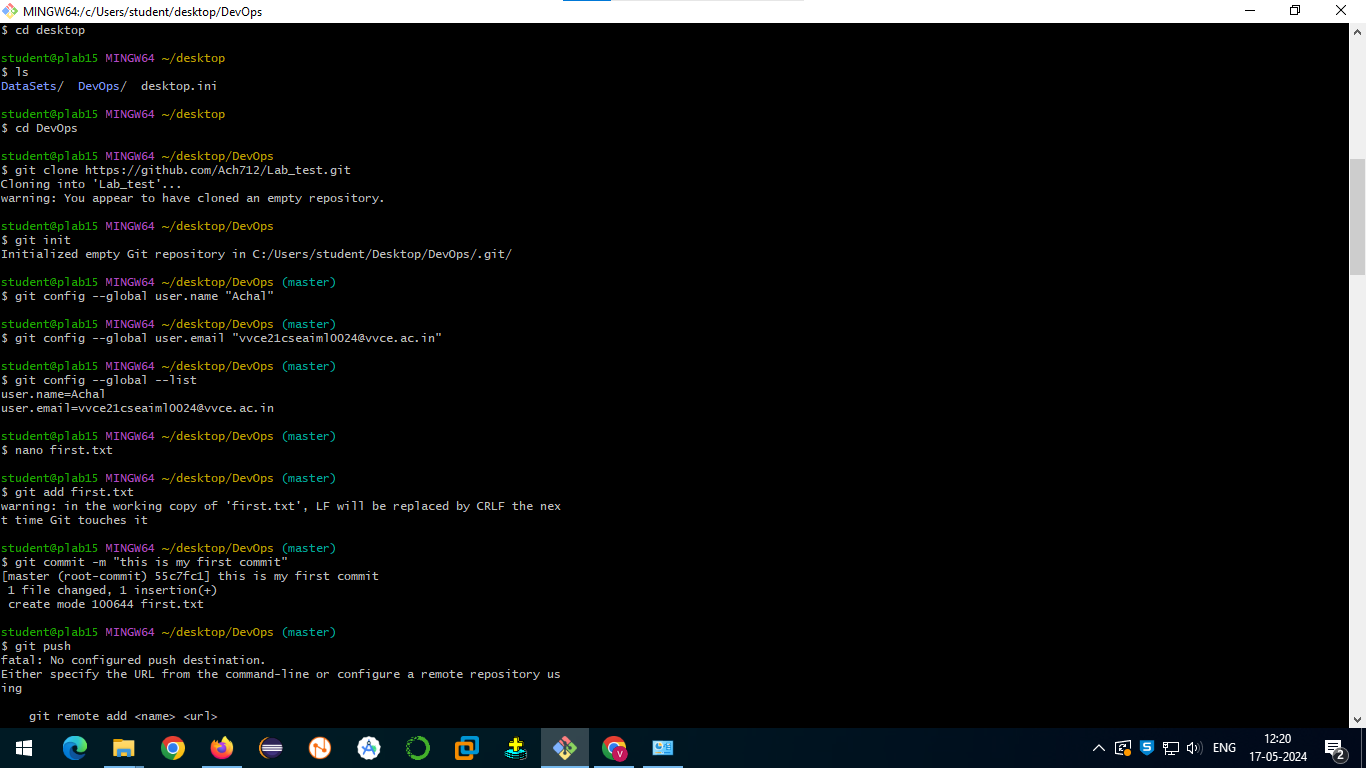 MINGW64:/c/Users/student/desktop/DevOps
$ cd desktop
student@plab15 MINGW64 ~/desktop
$ ls
DataSets/  DevOps/  desktop.ini
student@plab15 MINGW64 ~/desktop
$ cd DevOps
student@plab15 MINGW64 ~/desktop/DevOps
$ git clone https://github.com/Ach712/Lab_test.git
Cloning into 'Lab_test'...
warning: You appear to have cloned an empty repository.
student@plab15 MINGW64 ~/desktop/DevOps
$ git init
Initialized empty Git repository in C:/Users/student/Desktop/DevOps/.git/
student@plab15 MINGW64 ~/desktop/DevOps (master)
$ git config --global user.name "Achal"
student@plab15 MINGW64 ~/desktop/DevOps (master)
$ git config --global user.email "vvce21cseaiml0024@vvce.ac.in"
student@plab15 MINGW64 ~/desktop/DevOps (master)
$ git config --global --list
user.name=Achal
user.email=vvce21cseaiml0024@vvce.ac.in
student@plab15 MINGW64 ~/desktop/DevOps (master)
$ nano first.txt
student@plab15 MINGW64 ~/desktop/DevOps (master)
$ git add first.txt
warning: in the working copy of 'first.txt', LF will be replaced by CRLF the nex
t time Git touches it
student@plab15 MINGW64 ~/desktop/DevOps (master)
$ git commit -m "this is my first commit"
[master (root-commit) 55c7fc1] this is my first commit
 1 file changed, 1 insertion(+)
 create mode 100644 first.txt
student@plab15 MINGW64 ~/desktop/DevOps (master)
$ git push
fatal: No configured push destination.
Either specify the URL from the command-line or configure a remote repository us
ing
    git remote add <name> <url>
V
S
ENG
12:20
17-05-2024
2